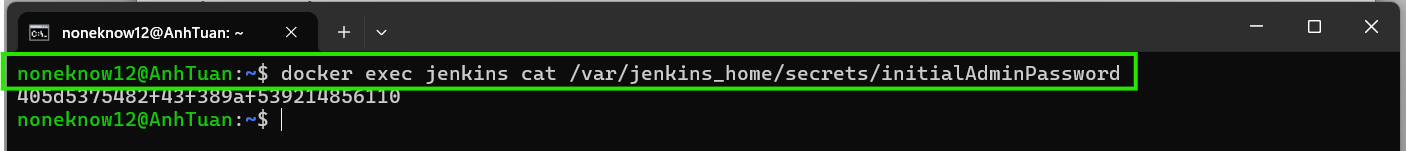 noneknow12@AnhTuan: ~
noneknow12@AnhTuan:~$ docker exec jenkins cat /var/jenkins_home/secrets/initialAdminPassword
405d5375482f43f389af539214856110
noneknow12@AnhTuan:~$